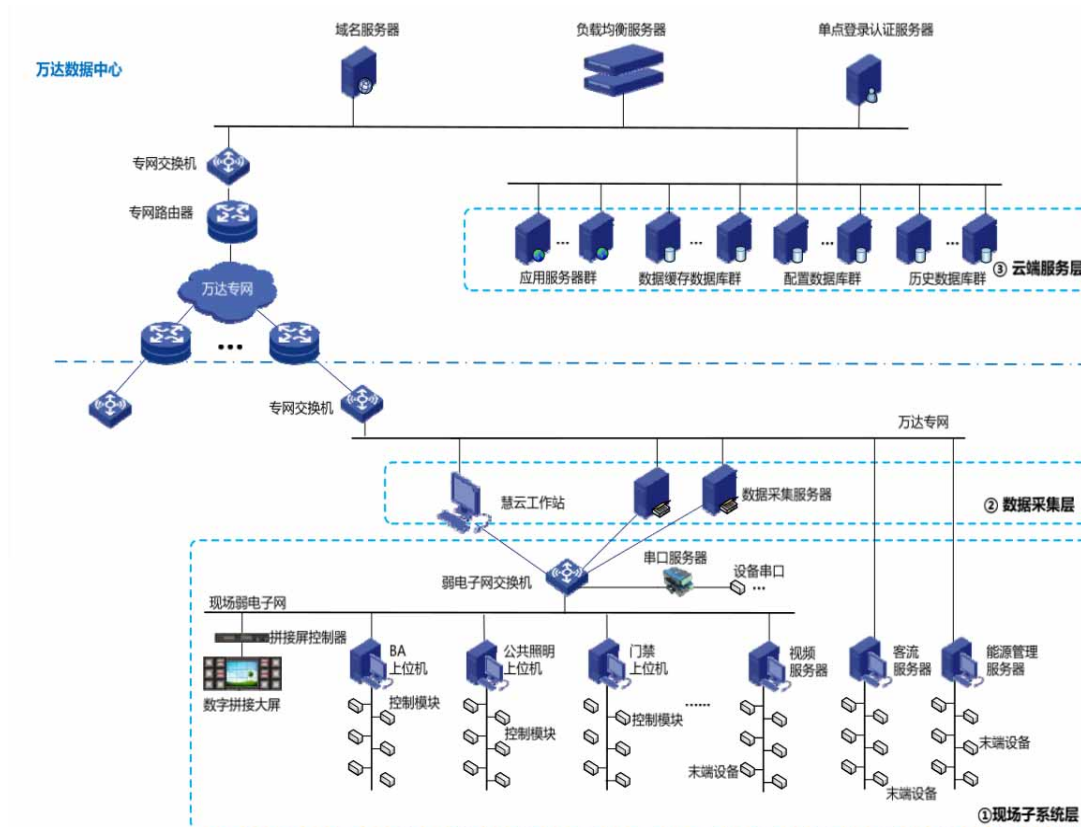 域名服务器
负载均衡服务器
单点登录认证服务器
万达数据中心
专网交换机
专网路由器
万达专网
...
...
...
...
应用服务器群
数据缓存数据库群
配置数据库群
历史数据库群
③ 云端服务层
...
专网交换机
万达专网
慧云工作站
数据采集服务器
② 数据采集层
串口服务器
弱电子网交换机
设备串口
...
现场弱电子网
拼接屏控制器
数字拼接大屏
BA
上位机
公共照明
上位机
门禁
上位机
视频
服务器
客流
服务器
能源管理
服务器
控制模块
控制模块
控制模块
......
末端设备
末端设备
末端设备
①现场子系统层